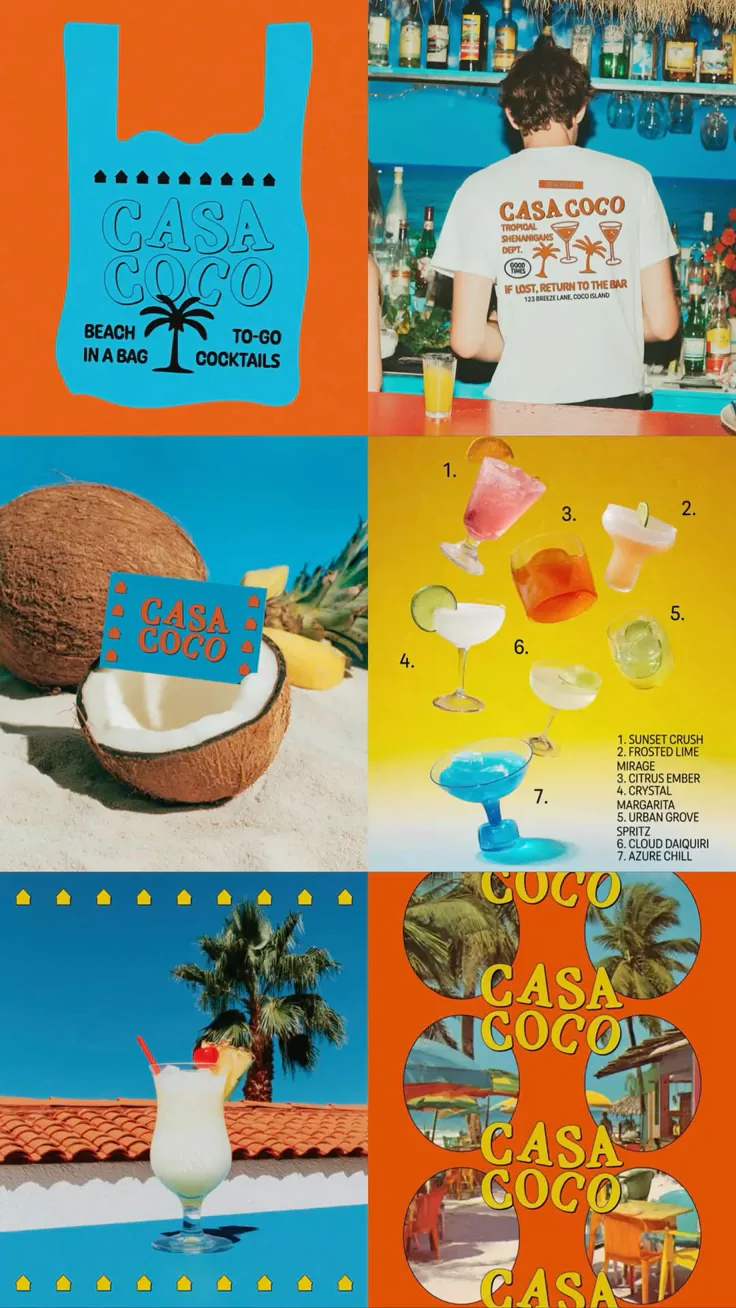 CASA
COCO
BEACH
IN A BAG
TO-GO
COCKTAILS
CASA COCO
TROPICAL
SHENANIGANS
DEPT.
GOOD
TIMES
IF LOST, RETURN TO THE BAR
123 BREEZE LANE, COCO ISLAND
CASA
COCO
1.
2.
3.
4.
5.
6.
7.
1. SUNSET CRUSH
2. FROSTED LIME
MIRAGE
3. CITRUS EMBER
4. CRYSTAL
MARGARITA
5. URBAN GROVE
SPRITZ
6. CLOUD DAIQUIRI
7. AZURE CHILL
COCO
CASA
COCO
CASA
COCO
CASA